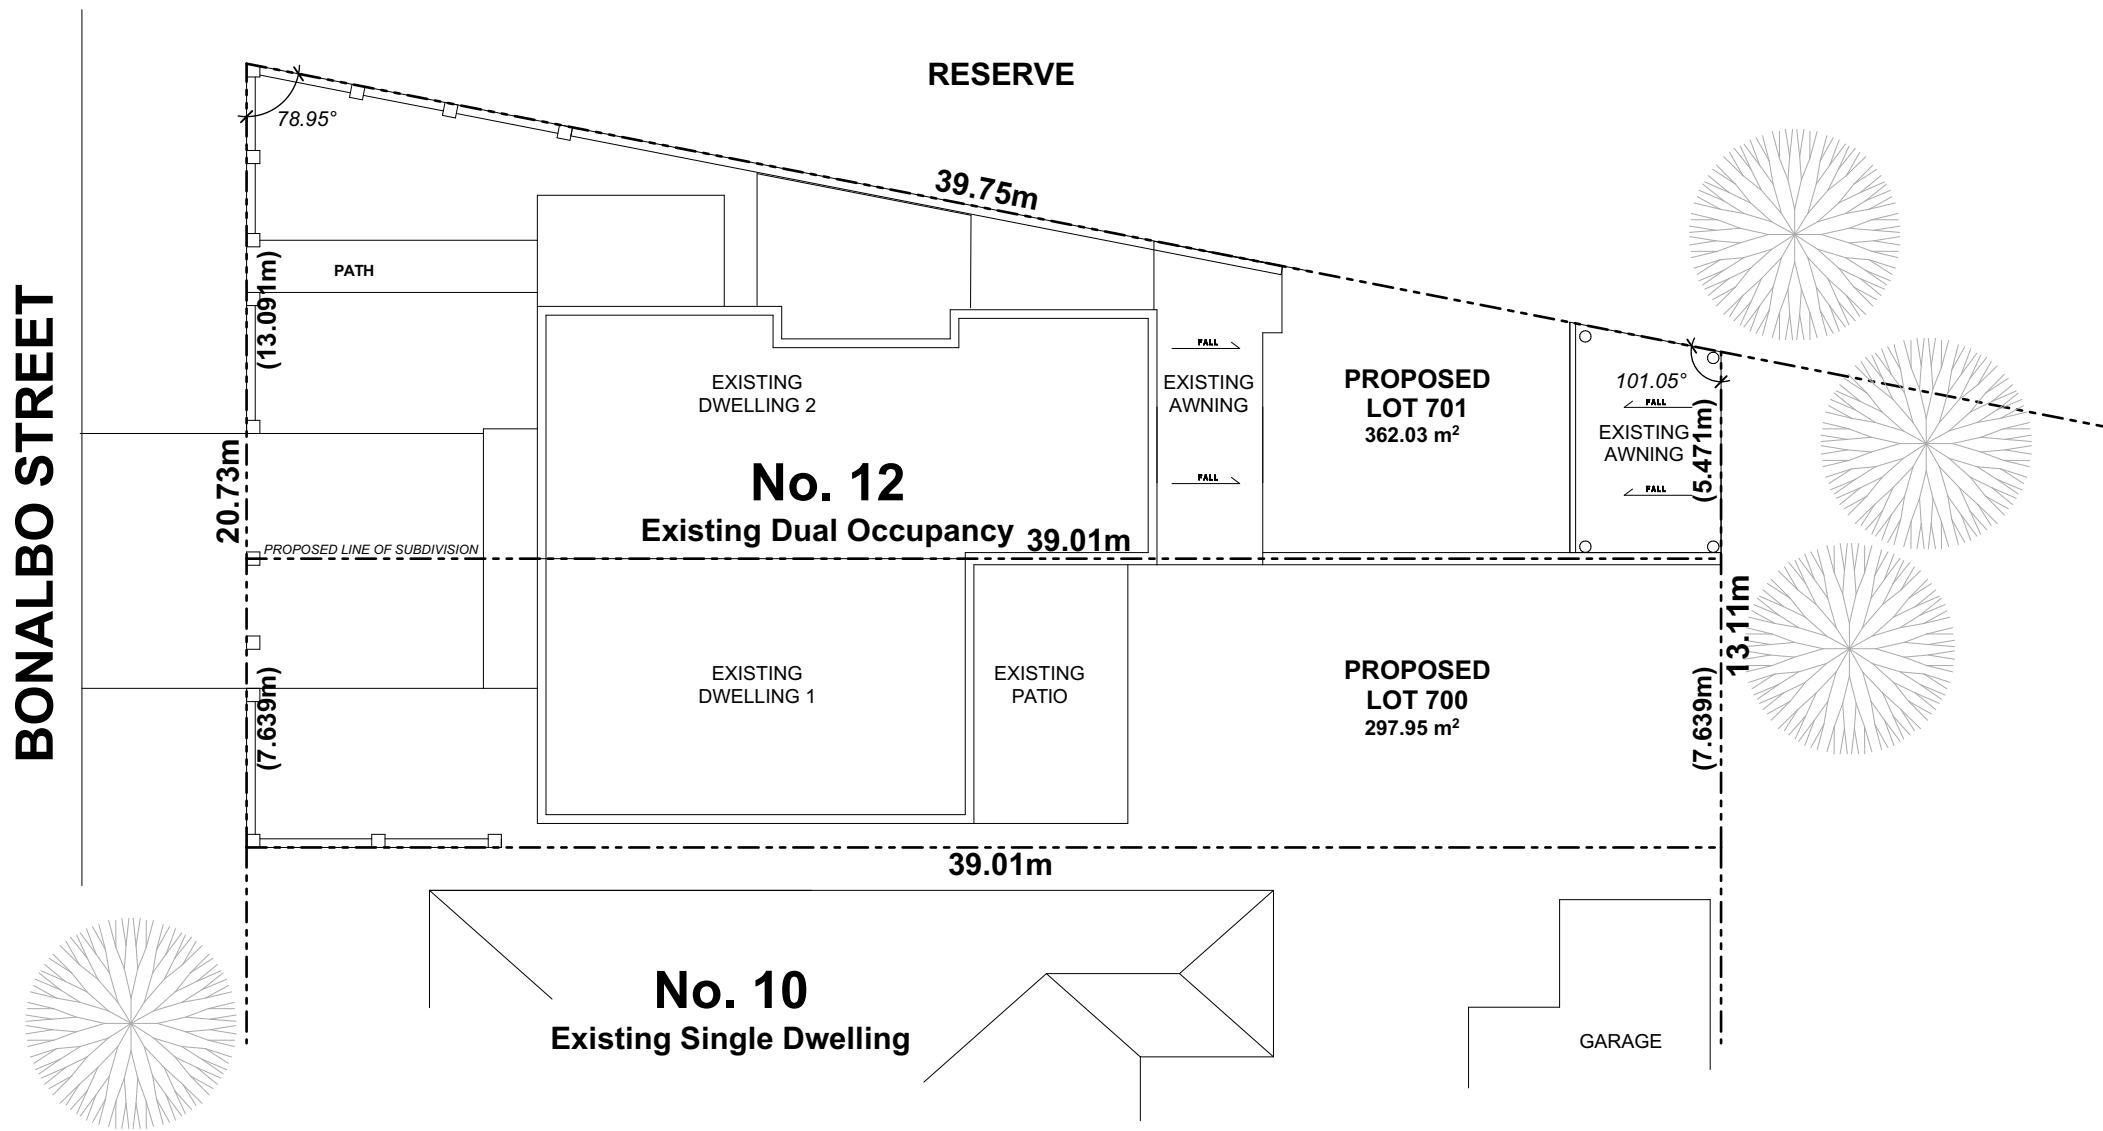 RESERVE
78.95°
39.75m
BONALBO STREET
PATH
(13.091m)
20.73m
EXISTING
DWELLING 2
FALL
EXISTING
AWNING
FALL
PROPOSED
LOT 701
362.03 m²
101.05°
FALL
EXISTING
AWNING
FALL
(5.471m)
No. 12
Existing Dual Occupancy
39.01m
PROPOSED LINE OF SUBDIVISION
(7.639m)
EXISTING
DWELLING 1
EXISTING
PATIO
PROPOSED
LOT 700
297.95 m²
(7.639m)
13.11m
39.01m
No. 10
Existing Single Dwelling
GARAGE